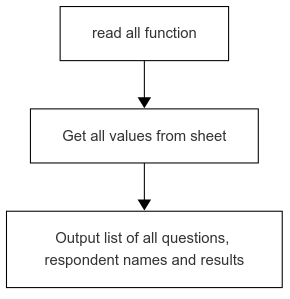 read all function
Get all values from sheet
Output list of all questions,
respondent names and results